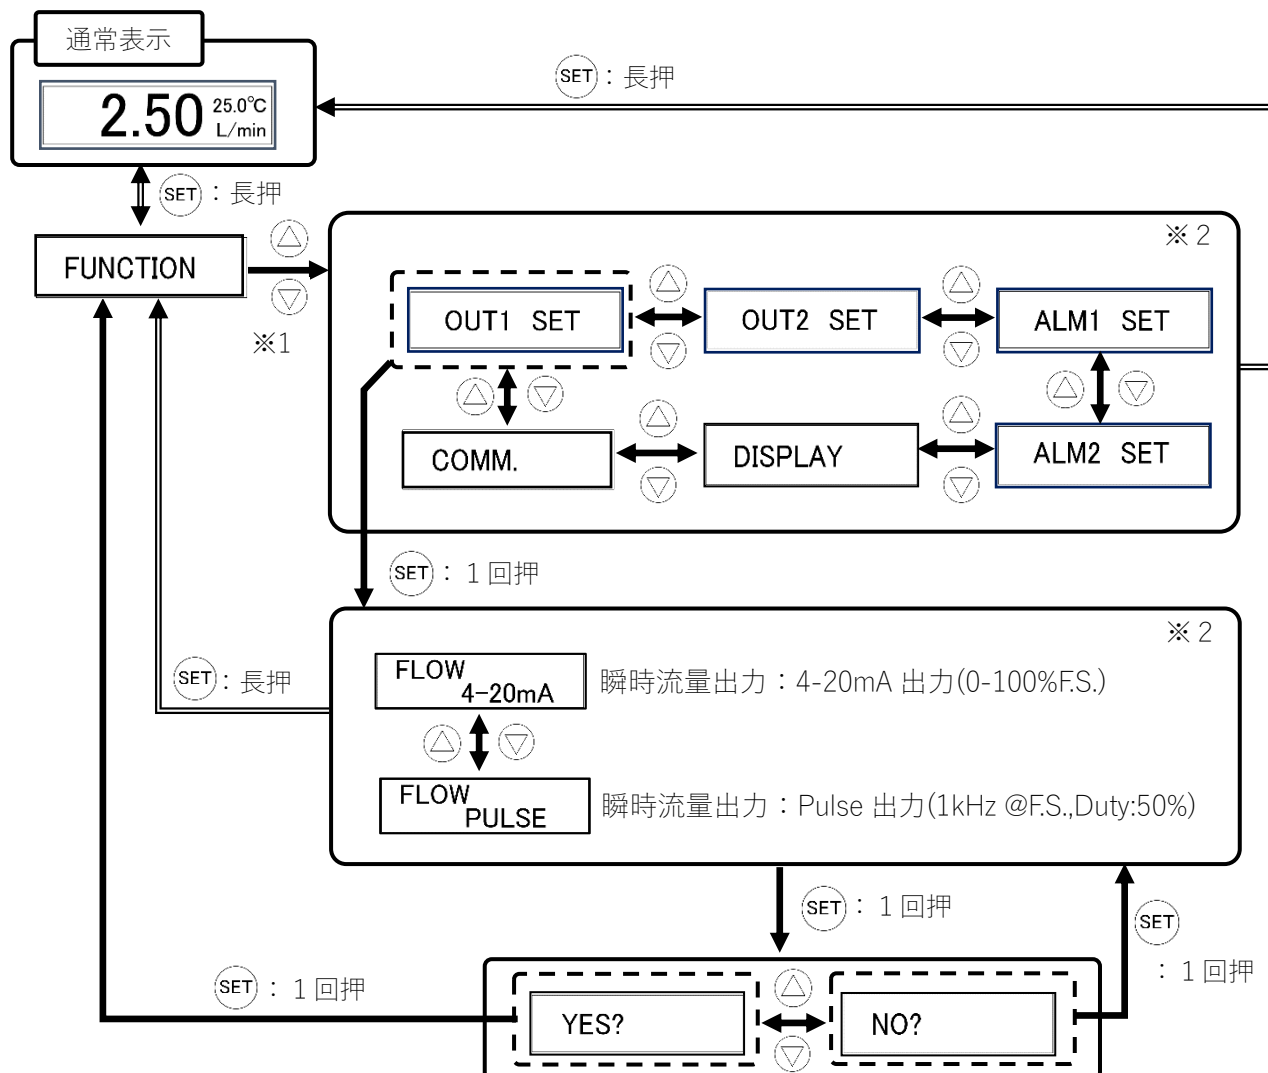 通常表示
2.50 25.0℃
L/min
SET：長押
SET：長押
FUNCTION
※1
※2
OUT1 SET
OUT2 SET
ALM1 SET
COMM.
DISPLAY
ALM2 SET
SET：1回押
※2
SET：長押
FLOW
4-20mA
瞬時流量出力：4-20mA 出力(0-100%F.S.)
FLOW
PULSE
瞬時流量出力：Pulse 出力(1kHz @F.S.,Duty:50%)
SET：1回押
SET
：1回押
SET：1回押
YES?
NO?